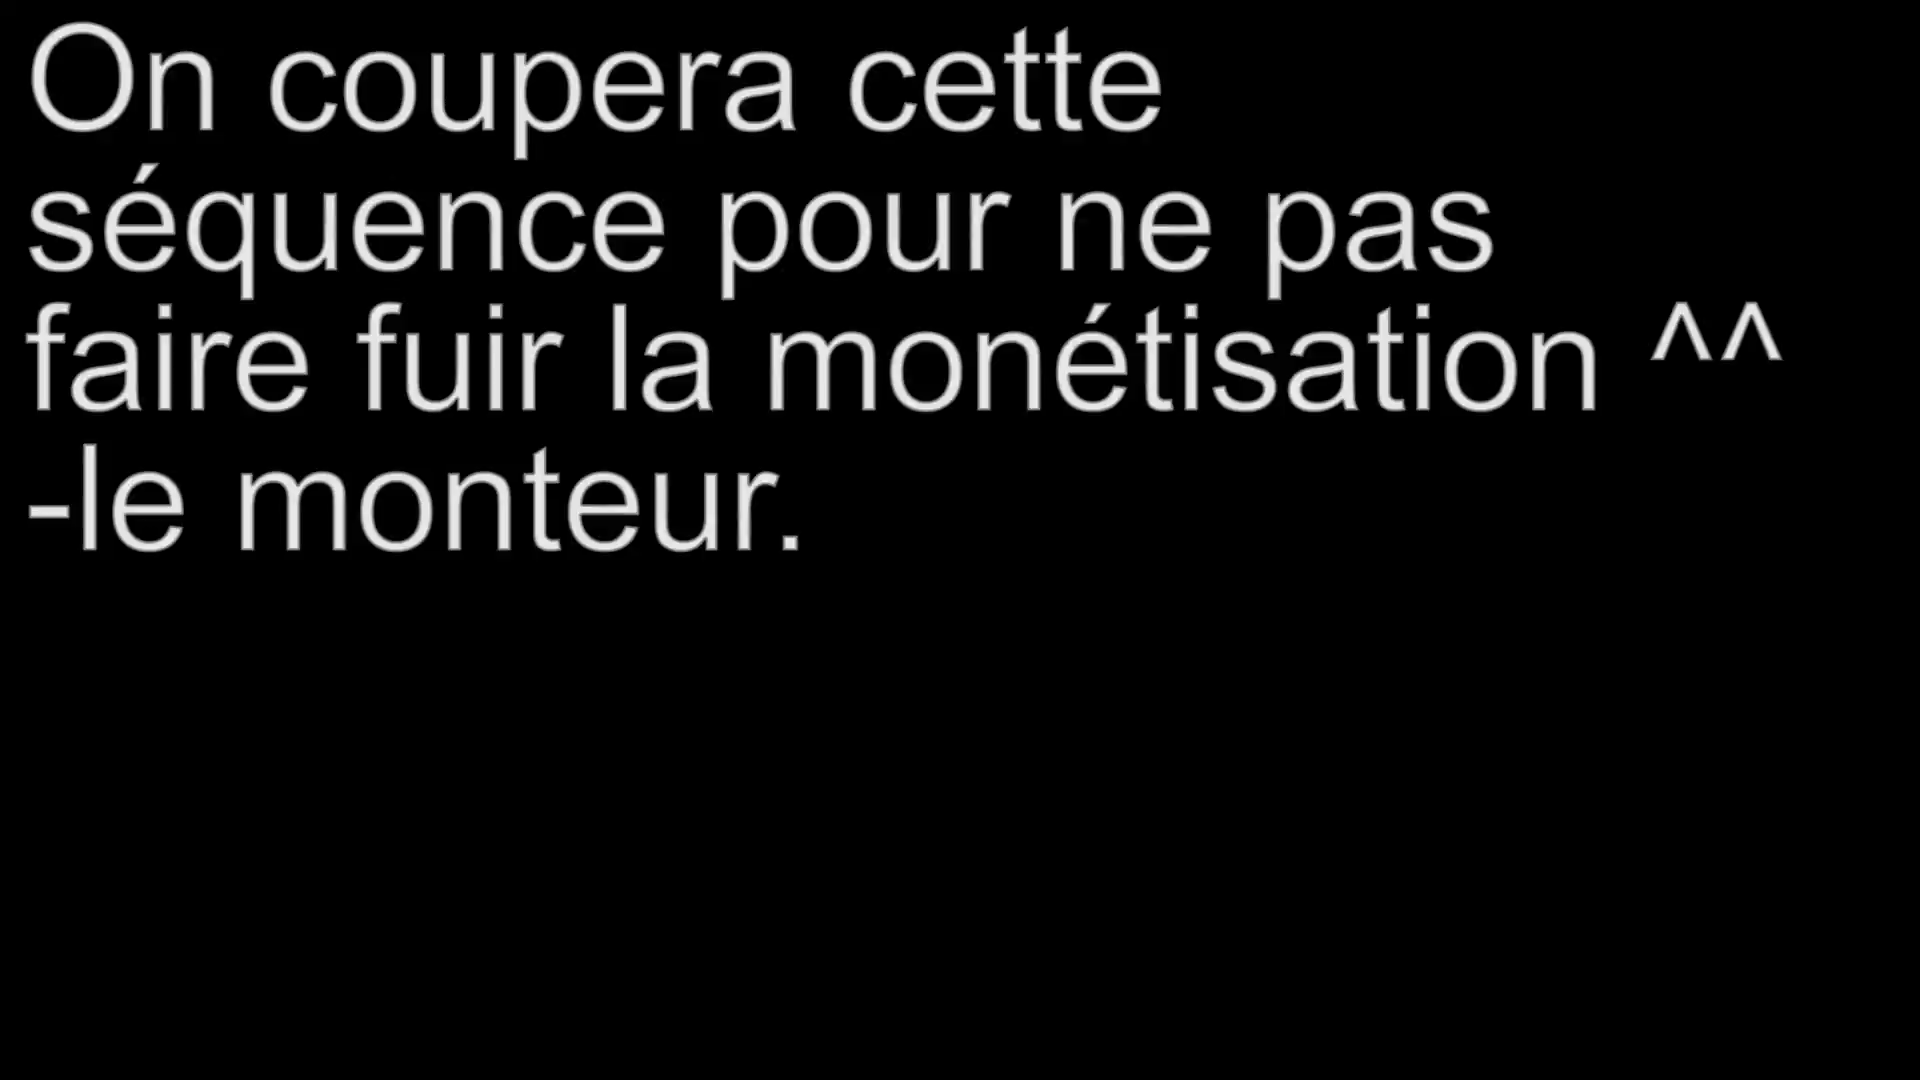 On coupera cette
séquence pour ne pas
faire fuir la monétisation ^^
-le monteur.